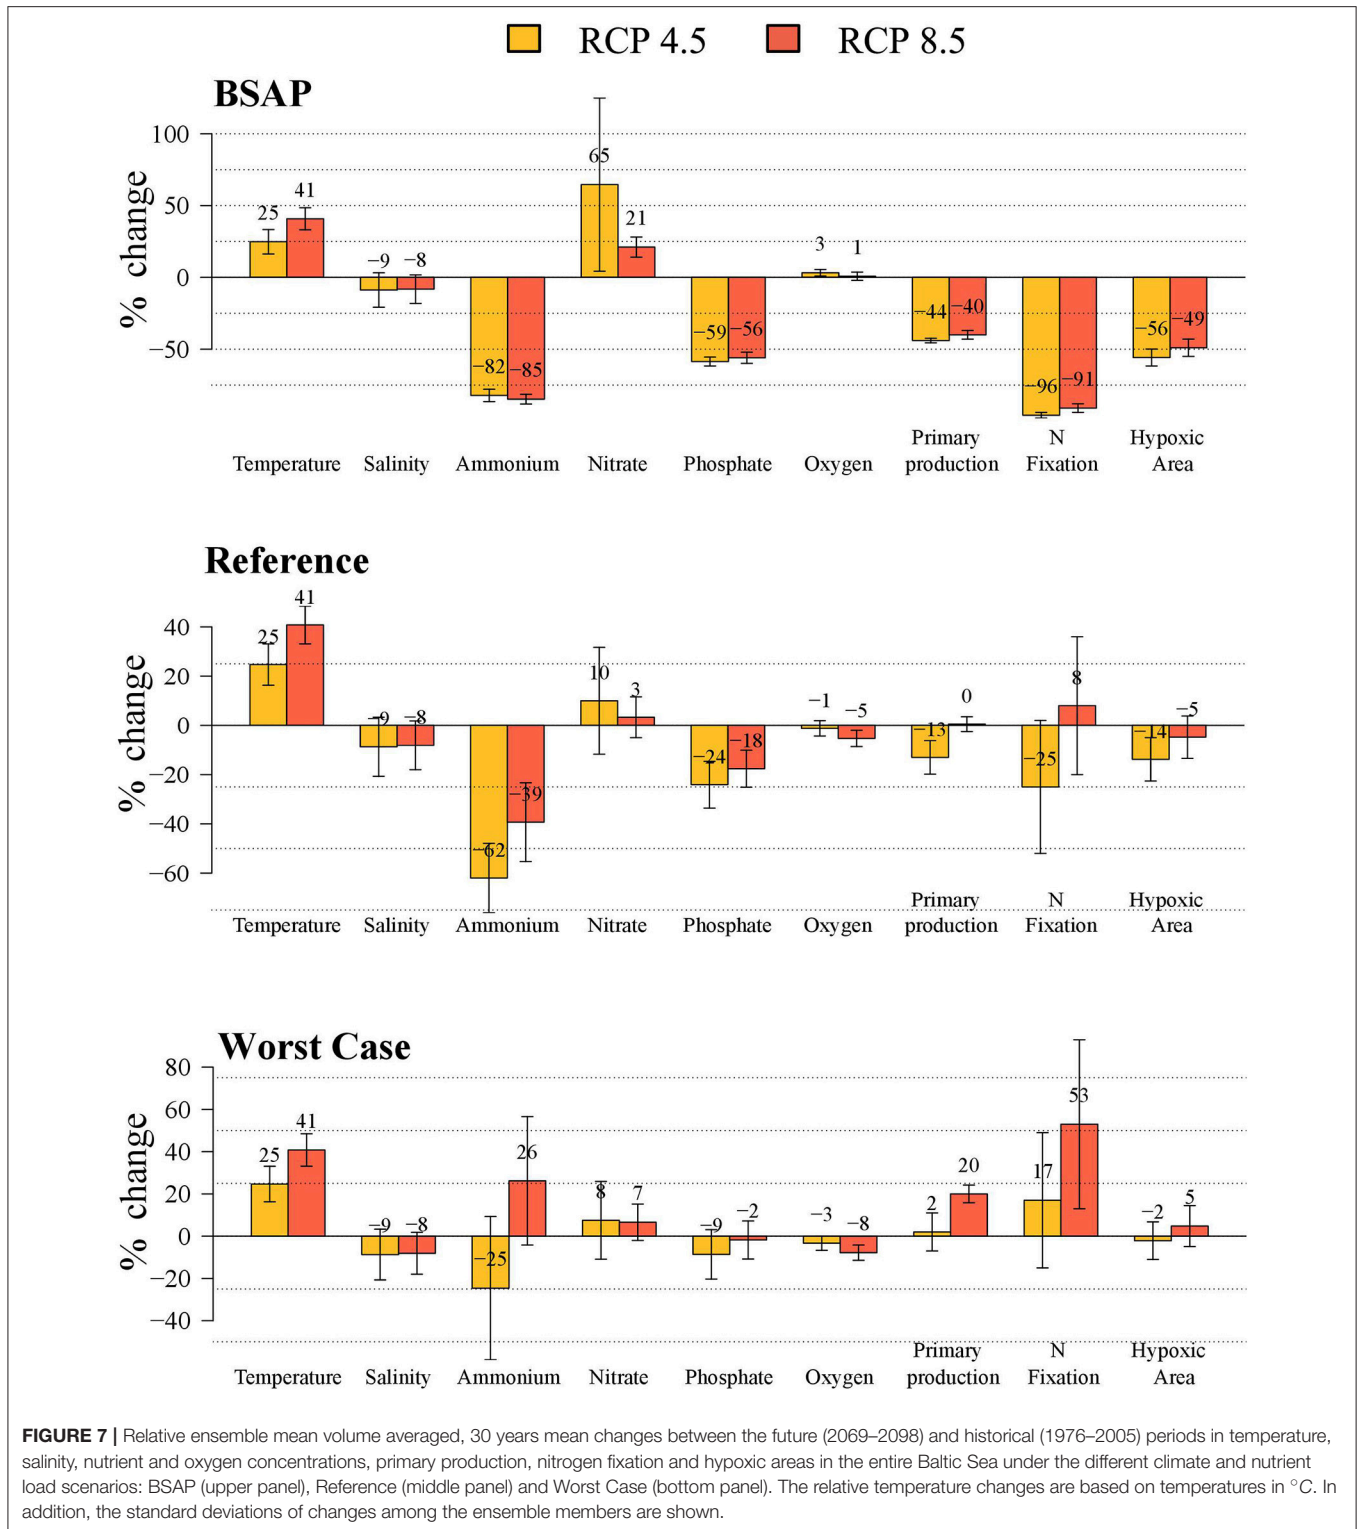 RCP 4.5 RCP 8.5
BSAP
% change
100
50
0
−50
25 41 −9 −8 −82 −85 65 21 −59 −56 3 1 −44 −40 −96 −91 −56 −49
Primary N Hypoxic
Temperature Salinity Ammonium Nitrate Phosphate Oxygen production Fixation Area
Reference
% change
40
20
0
−20
−40
−60
25 41 −9 −8 −62 −39 10 3 −24 −18 −1 −5 −13 0 −25 8 −14 −5
Primary N Hypoxic
Temperature Salinity Ammonium Nitrate Phosphate Oxygen production Fixation Area
Worst Case
% change
80
60
40
20
0
−20
−40
25 41 −9 −8 −25 26 8 7 −9 −2 −3 −8 2 20 17 53 −2 5
Primary N Hypoxic
Temperature Salinity Ammonium Nitrate Phosphate Oxygen production Fixation Area
FIGURE 7 | Relative ensemble mean volume averaged, 30 years mean changes between the future (2069–2098) and historical (1976–2005) periods in temperature,
salinity, nutrient and oxygen concentrations, primary production, nitrogen fixation and hypoxic areas in the entire Baltic Sea under the different climate and nutrient
load scenarios: BSAP (upper panel), Reference (middle panel) and Worst Case (bottom panel). The relative temperature changes are based on temperatures in °C. In
addition, the standard deviations of changes among the ensemble members are shown.